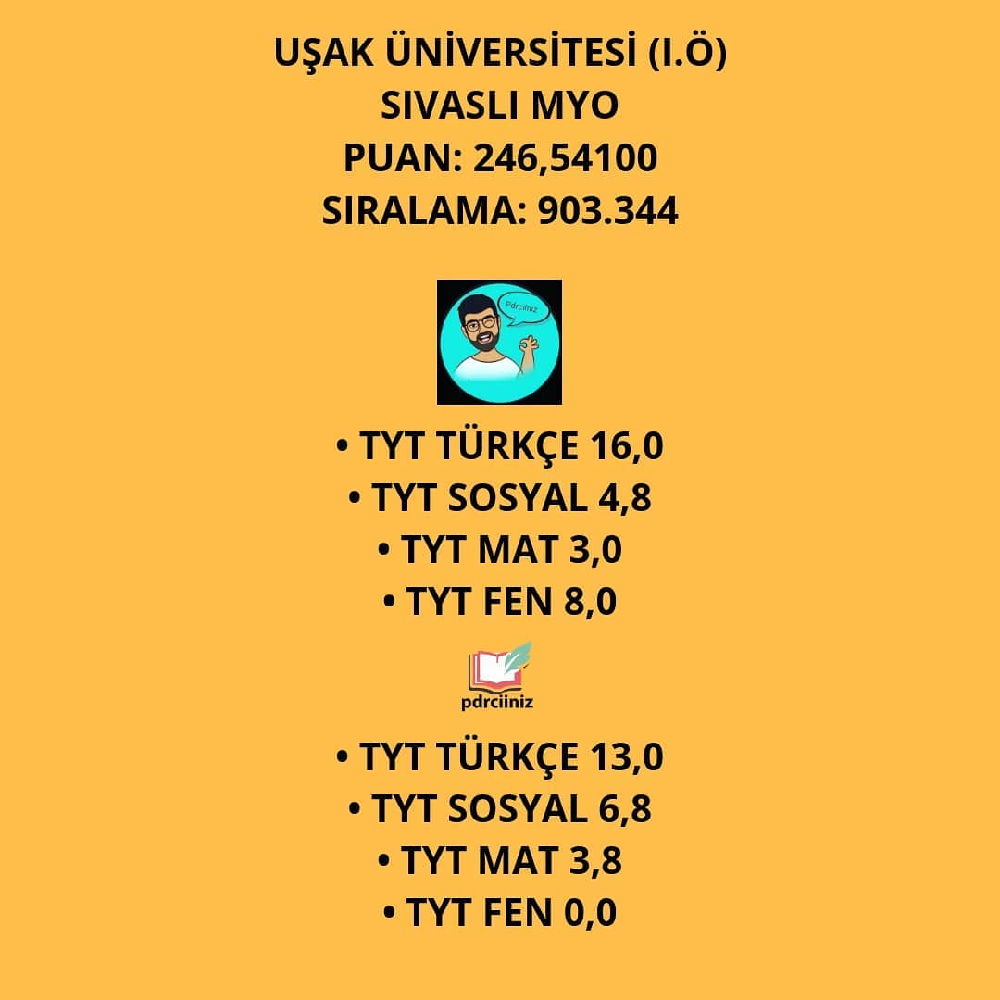 UŞAK ÜNİVERSİTESİ (I.Ö)
SIVASLI MYO
PUAN: 246,54100
SIRALAMA: 903.344
Pdrciiniz
• TYT TÜRKÇE 16,0
• TYT SOSYAL 4,8
• TYT MAT 3,0
• TYT FEN 8,0
pdrciiniz
• TYT TÜRKÇE 13,0
• TYT SOSYAL 6,8
• TYT MAT 3,8
• TYT FEN 0,0